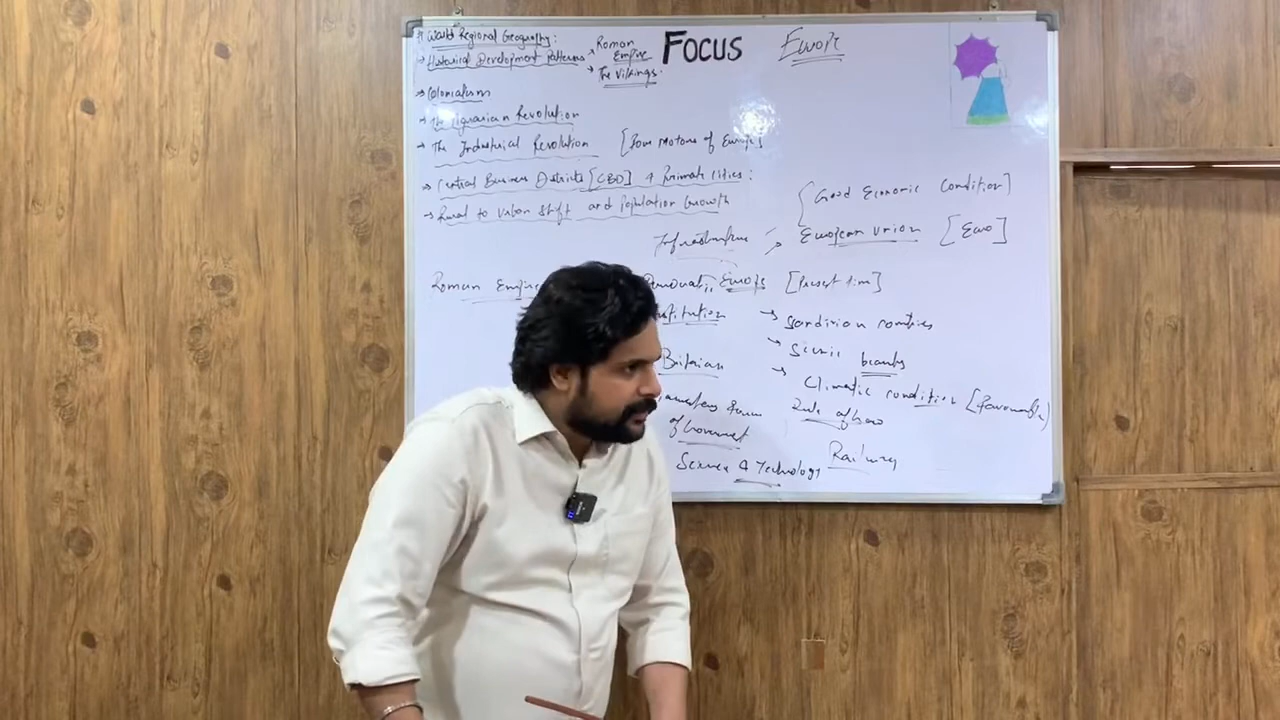 World Regional Geography:
Historical Development Patterns
Roman Empire
The Vikings.
FOCUS
Europe
Colonialism
The Agrarian Revolution
The Industrial Revolution [Four Motors of Europe]
Central Business Districts [CBD] & Primate Cities:
Rural to Urban Shift and Population Growth
[Good Economic Condition]
Infrastructure
European Union [Euro]
Roman Empire
Europe [Present time]
countries
Scenic beauty
Climatic condition
Rule of Law
of Government
Railway
Science & Technology